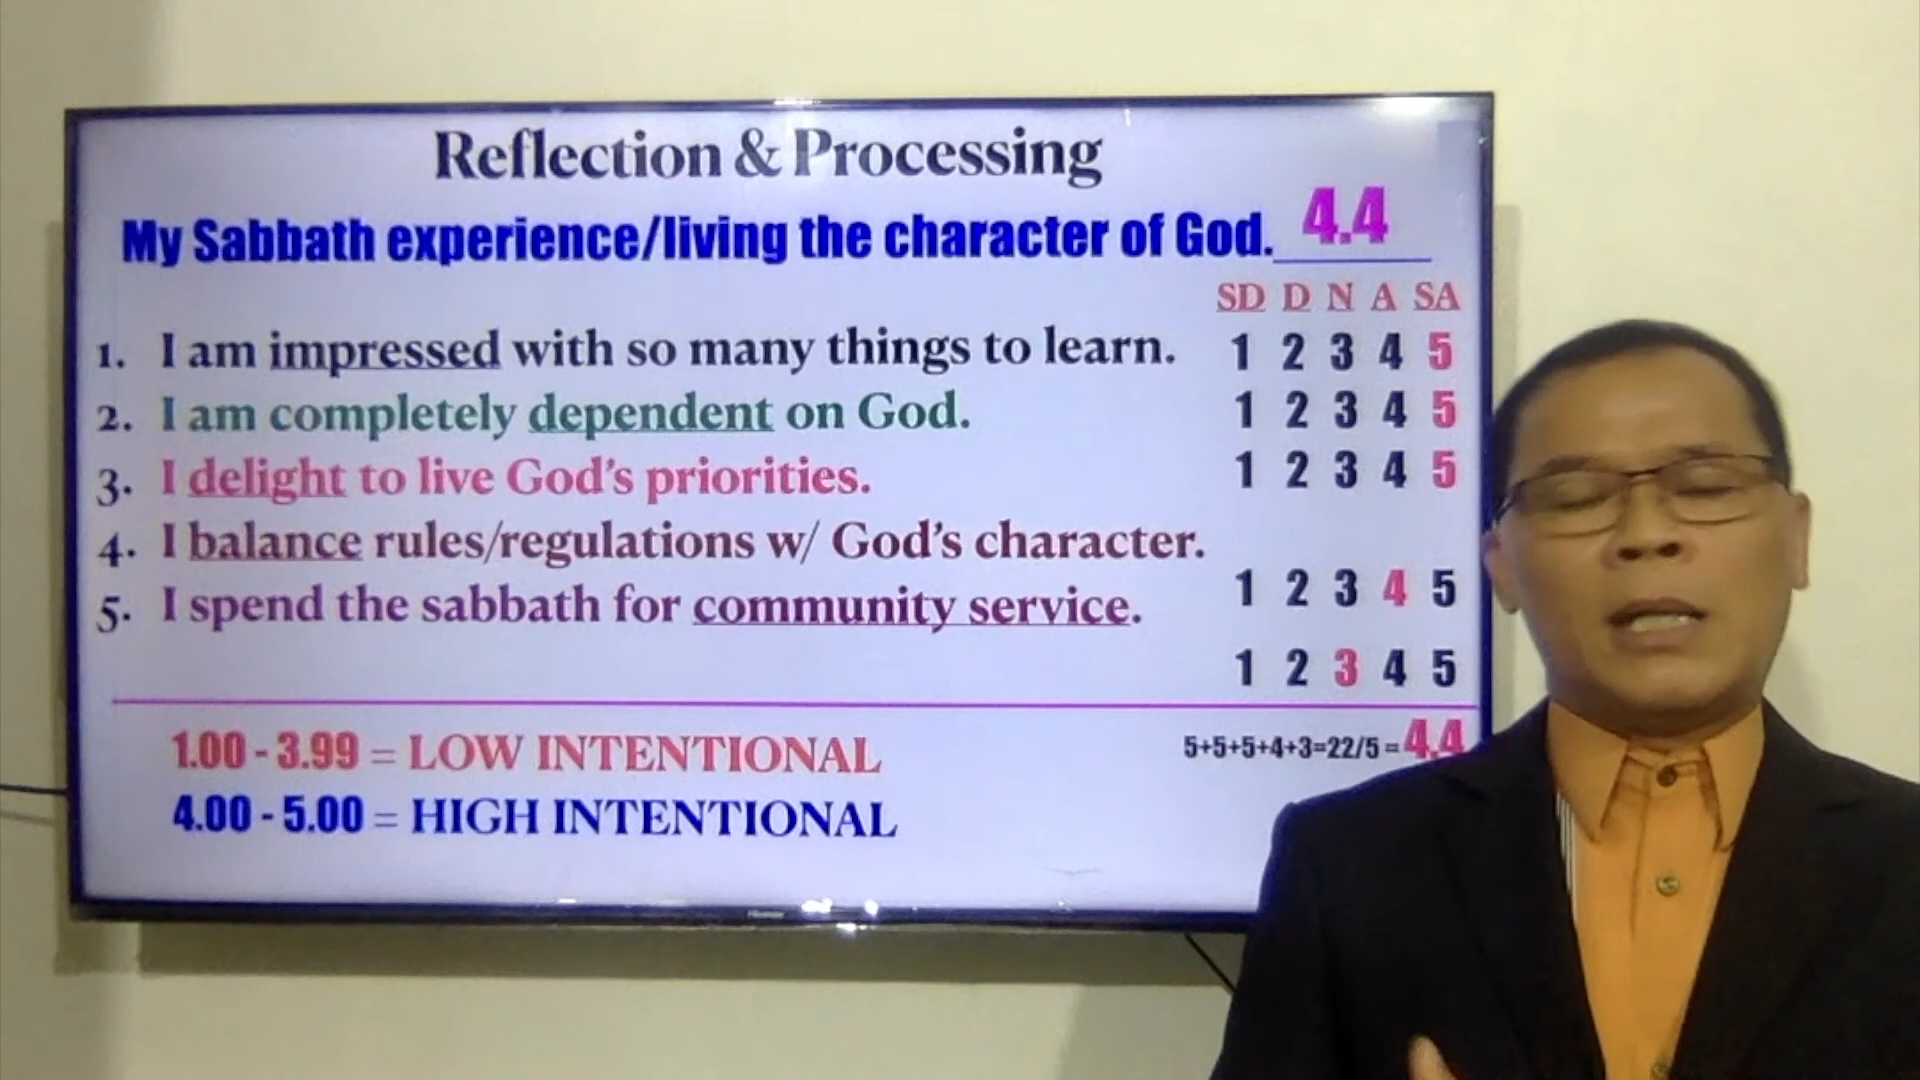 Reflection & Processing
My Sabbath experience/living the character of God. 4.4
SD D N A SA
1. I am impressed with so many things to learn. 1 2 3 4 5
2. I am completely dependent on God. 1 2 3 4 5
3. I delight to live God's priorities. 1 2 3 4 5
4. I balance rules/regulations w/ God's character.
1 2 3 4 5
5. I spend the sabbath for community service.
1 2 3 4 5
1.00 - 3.99 = LOW INTENTIONAL
5+5+5+4+3=22/5 = 4.4
4.00 - 5.00 = HIGH INTENTIONAL
Hisense